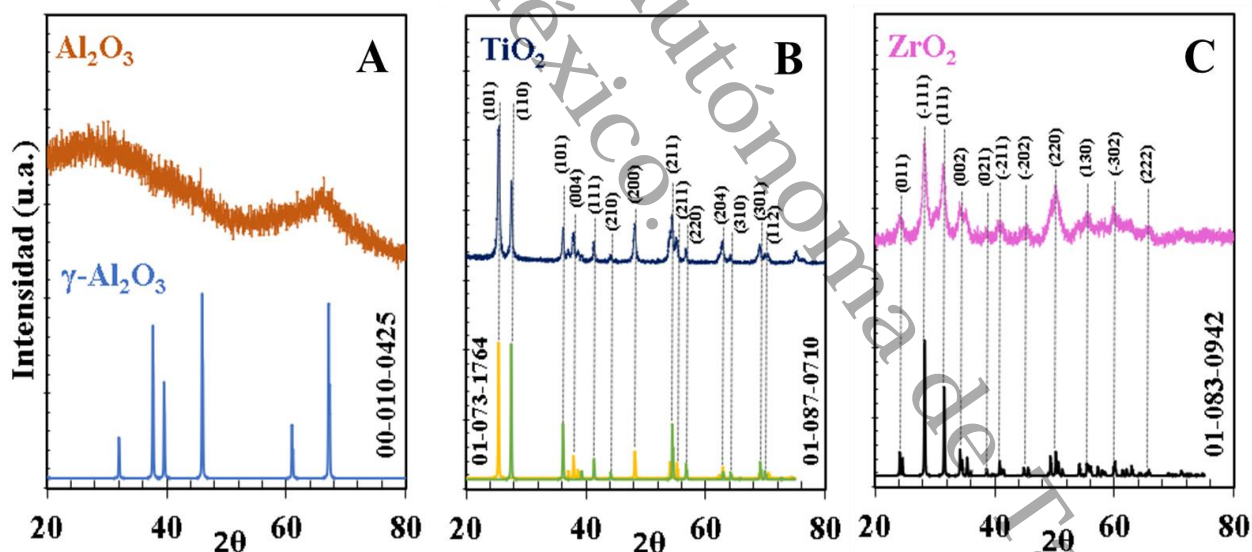 Intensidad (u.a.)
Al2O3
A
γ-Al2O3
00-010-0425
20 40 60 80
2θ
TiO2
B
(101)
(110)
(101)
(004)
(111)
(210)
(200)
(211)
(211)
(220)
(204)
(310)
(301)
(112)
01-073-1764
01-087-0710
20 40 60 80
2θ
ZrO2
C
(011)
(-111)
(111)
(002)
(021)
(-211)
(-202)
(220)
(130)
(-302)
(222)
01-083-0942
20 40 60 80
2θ
utónoma de T
éxico.